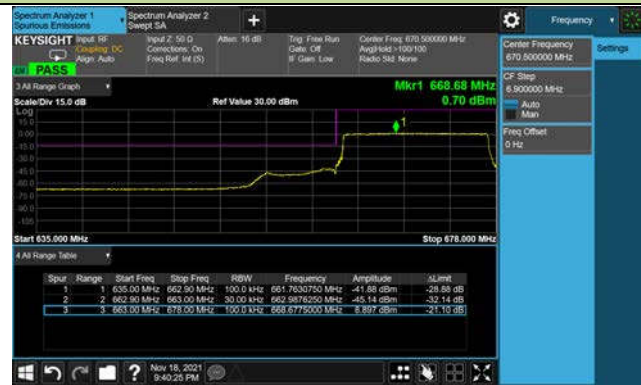 Spectrum Analyzer 1
Spurious Emissions
Spectrum Analyzer 2
Swept SA
+
Frequency
KEYSIGHT
Input: RF
Coupling: DC
Align: Auto
Input Z: 50 Ω
Corrections: On
Freq Ref: Int (S)
Atten: 16 dB
Trig: Free Run
Gate: Off
IF Gain: Low
Center Freq: 670.500000 MHz
Avg|Hold:>100/100
Radio Std: None
PASS
Center Frequency
670.500000 MHz
Settings
CF Step
6.900000 MHz
Auto
Man
Freq Offset
0 Hz
3 All Range Graph
Mkr1 668.68 MHz
Scale/Div 15.0 dB
Ref Value 30.00 dBm
0.70 dBm
Log
15.0
0.00
-15.0
-30.0
-45.0
-60.0
-75.0
-90.0
-105
1
Start 635.000 MHz
Stop 678.000 MHz
4 All Range Table
Spur Range Start Freq Stop Freq RBW Frequency Amplitude ΔLimit
1 1 635.00 MHz 662.90 MHz 100.0 kHz 661.7630750 MHz -41.88 dBm -28.88 dB
2 2 662.90 MHz 663.00 MHz 30.00 kHz 662.9876250 MHz -45.14 dBm -32.14 dB
3 3 663.00 MHz 678.00 MHz 100.0 kHz 668.6775000 MHz 8.897 dBm -21.10 dB
?
Nov 18, 2021
9:40:25 PM